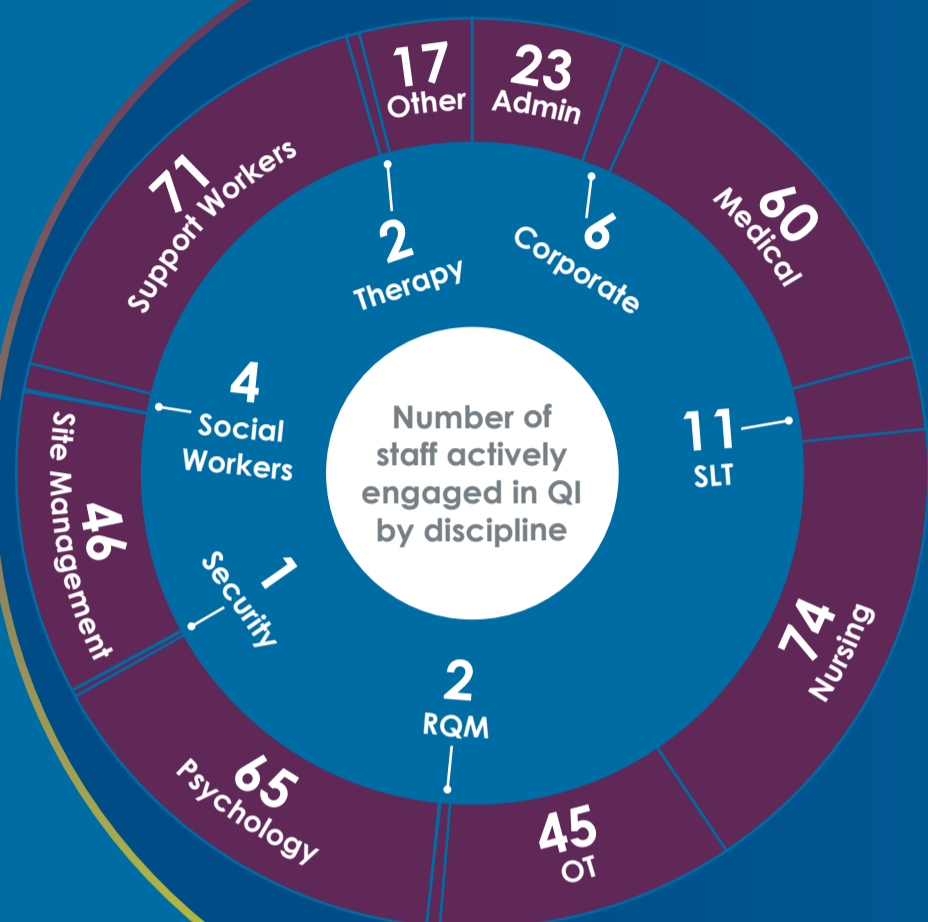 Number of
staff actively
engaged in QI
by discipline
23
Admin
6
Corporate
60
Medical
11
SLT
74
Nursing
45
OT
2
RQM
65
Psychology
1
Security
46
Site Management
4
Social
Workers
71
Support Workers
2
Therapy
17
Other